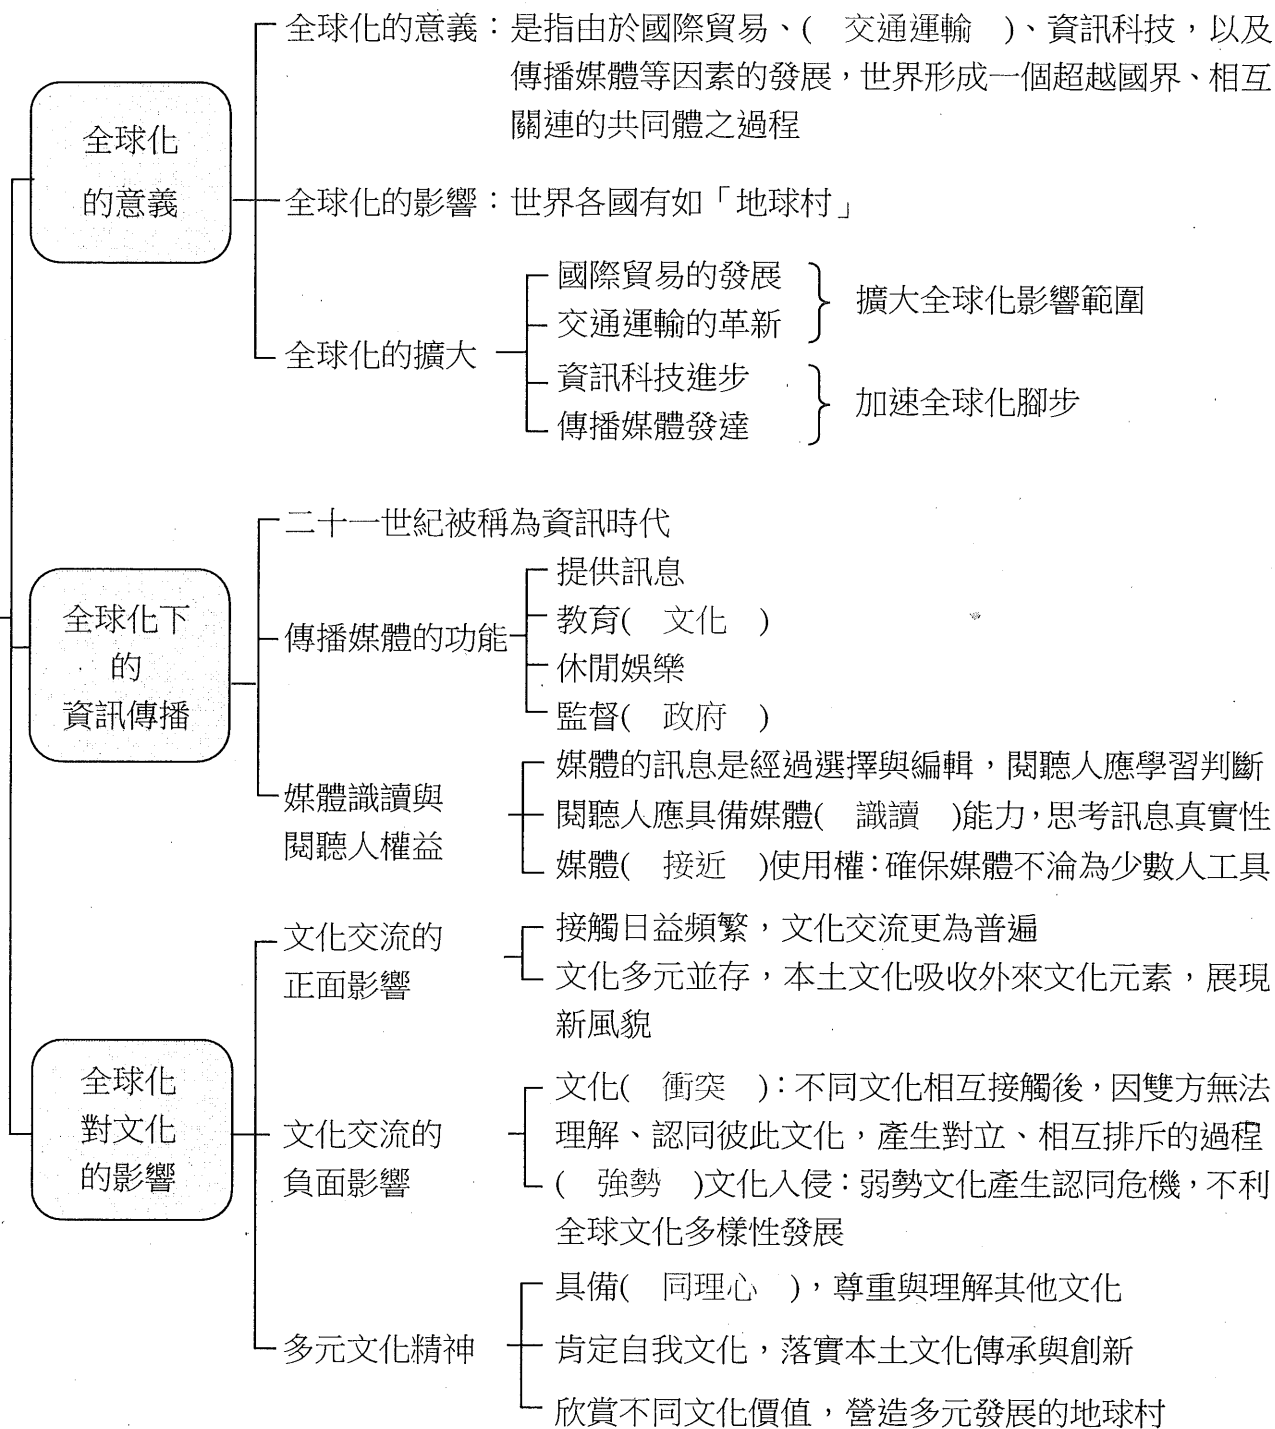 全球化
的意義
全球化的意義：是指由於國際貿易、(　交通運輸　)、資訊科技，以及
傳播媒體等因素的發展，世界形成一個超越國界、相互
關連的共同體之過程
全球化的影響：世界各國有如「地球村」
全球化的擴大
國際貿易的發展
交通運輸的革新
擴大全球化影響範圍
資訊科技進步
傳播媒體發達
加速全球化腳步
全球化下
的
資訊傳播
二十一世紀被稱為資訊時代
傳播媒體的功能
提供訊息
教育(　文化　)
休閒娛樂
監督(　政府　)
媒體識讀與
閱聽人權益
媒體的訊息是經過選擇與編輯，閱聽人應學習判斷
閱聽人應具備媒體(　識讀　)能力，思考訊息真實性
媒體(　接近　)使用權：確保媒體不淪為少數人工具
全球化
對文化
的影響
文化交流的
正面影響
接觸日益頻繁，文化交流更為普遍
文化多元並存，本土文化吸收外來文化元素，展現
新風貌
文化交流的
負面影響
文化(　衝突　)：不同文化相互接觸後，因雙方無法
理解、認同彼此文化，產生對立、相互排斥的過程
(　強勢　)文化入侵：弱勢文化產生認同危機，不利
全球文化多樣性發展
多元文化精神
具備(　同理心　)，尊重與理解其他文化
肯定自我文化，落實本土文化傳承與創新
欣賞不同文化價值，營造多元發展的地球村